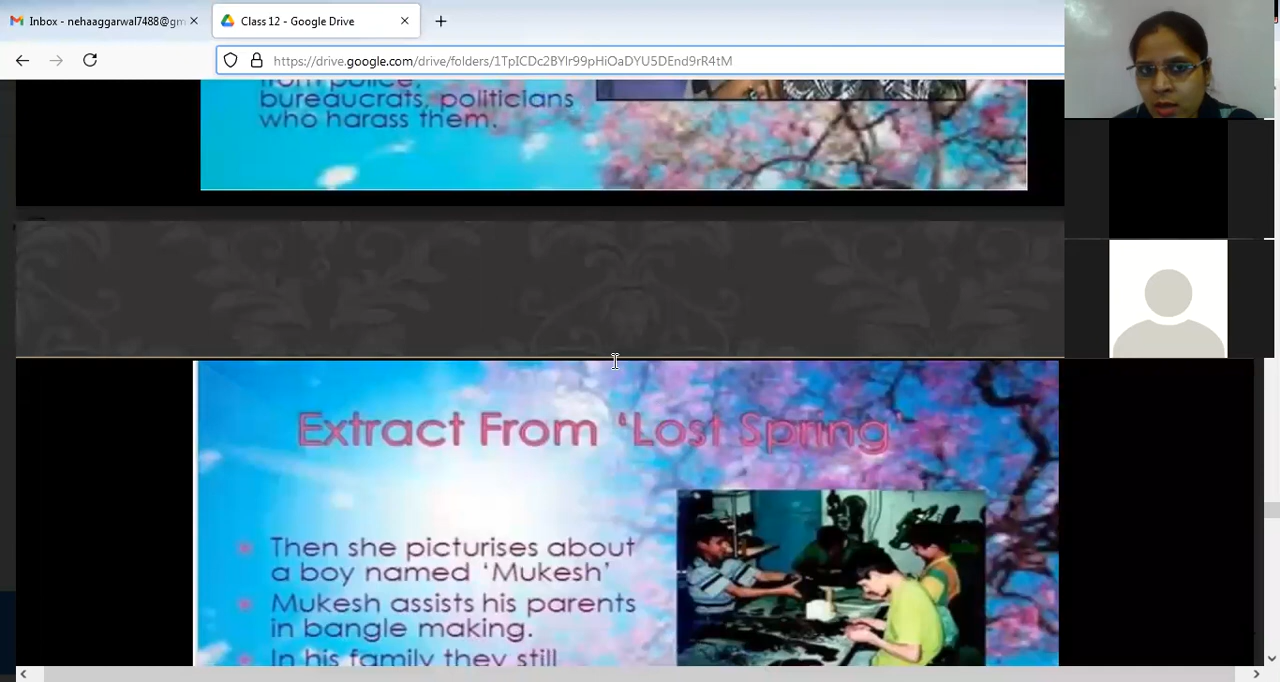 Inbox - nehaaggarwal7488@gm
Class 12 - Google Drive
https://drive.google.com/drive/folders/1TpICDc2BYlr99pHiOaDYU5DEnd9rR4tM
from police,
bureaucrats, politicians
who harass them.
Extract From ‘Lost Spring’
Then she picturises about
a boy named ‘Mukesh’
Mukesh assists his parents
in bangle making.
In his family they still